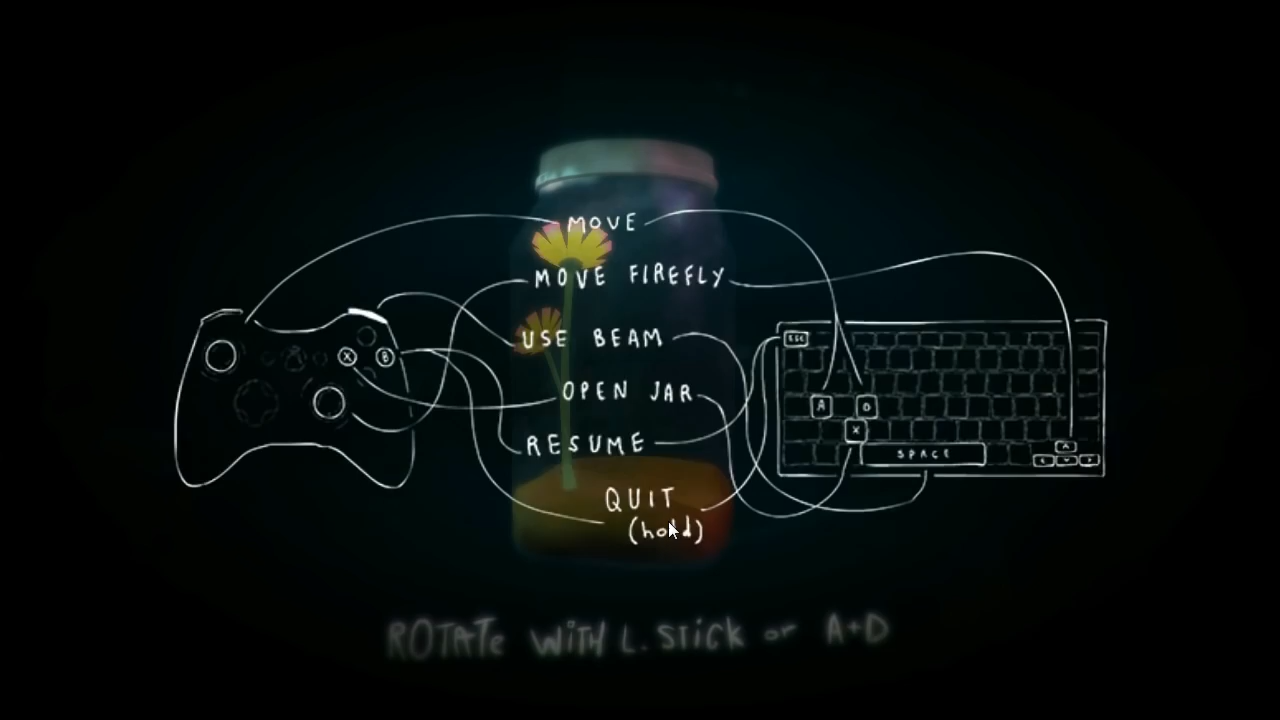 MOVE
MOVE FIREFLY
USE BEAM
OPEN JAR
RESUME
QUIT
(hold)
X B
ESC
A D
X
SPACE
ROTATE WITH L. STICK or A+D